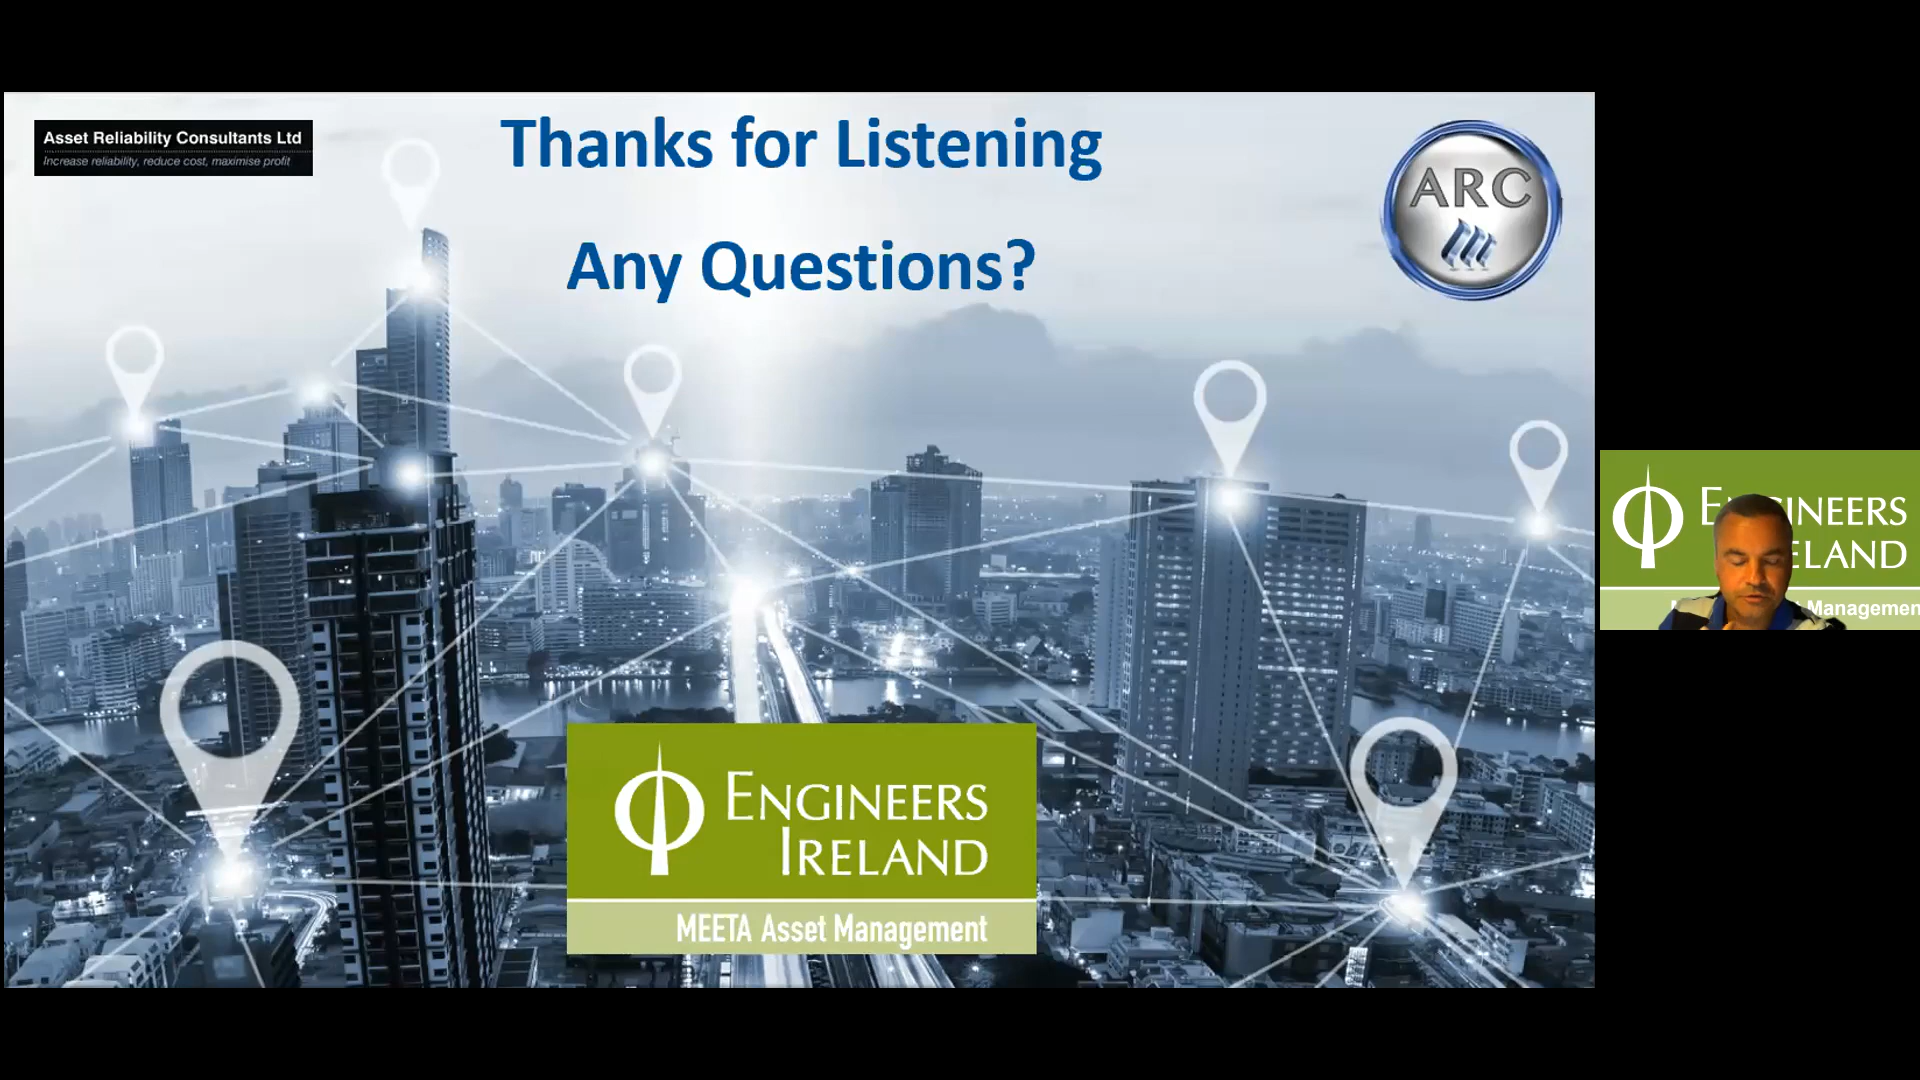 Asset Reliability Consultants Ltd
Increase reliability, reduce cost, maximise profit
Thanks for Listening
Any Questions?
ARC
ENGINEERS
IRELAND
MEETA Asset Management